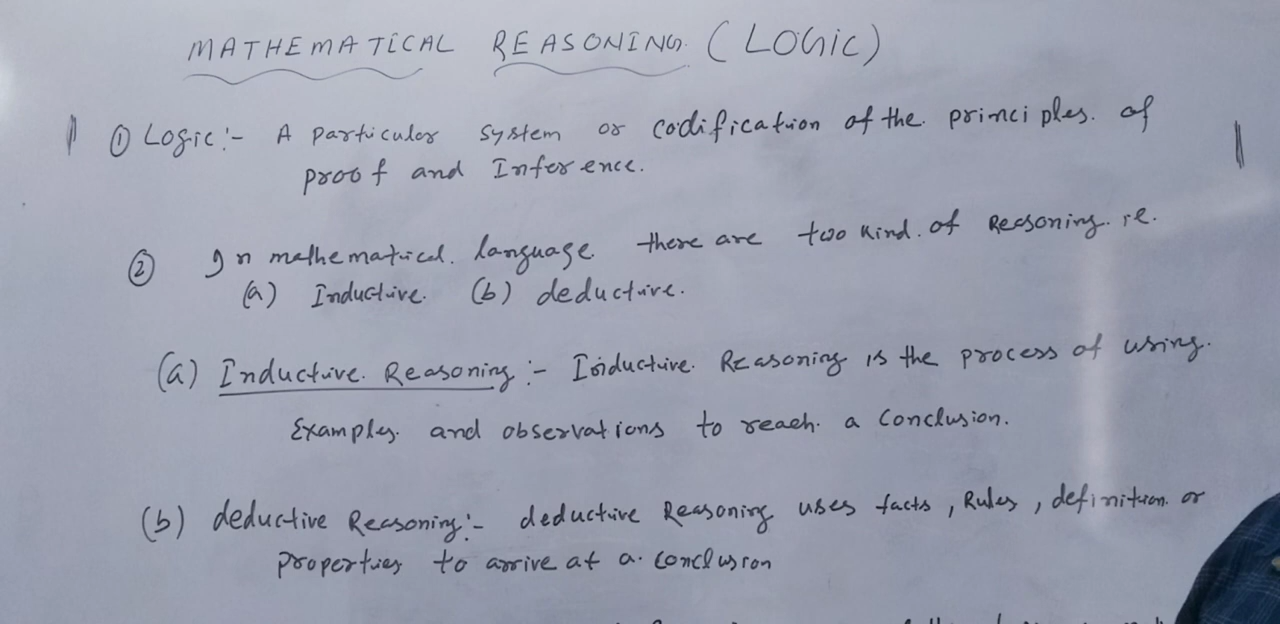 MATHEMATICAL REASONING. (LOGIC)
① Logic:- A particular system or codification of the principles. of
proof and Inference.
② In mathematical. language. there are two kind. of Reasoning. ie.
(a) Inductive. (b) deductive.
(a) Inductive. Reasoning:- Inductive. Reasoning is the process of using.
Examples. and observations to reach. a Conclusion.
(b) deductive Reasoning:- deductive Reasoning uses facts, Rules, definition. or
properties to arrive at a. conclusion